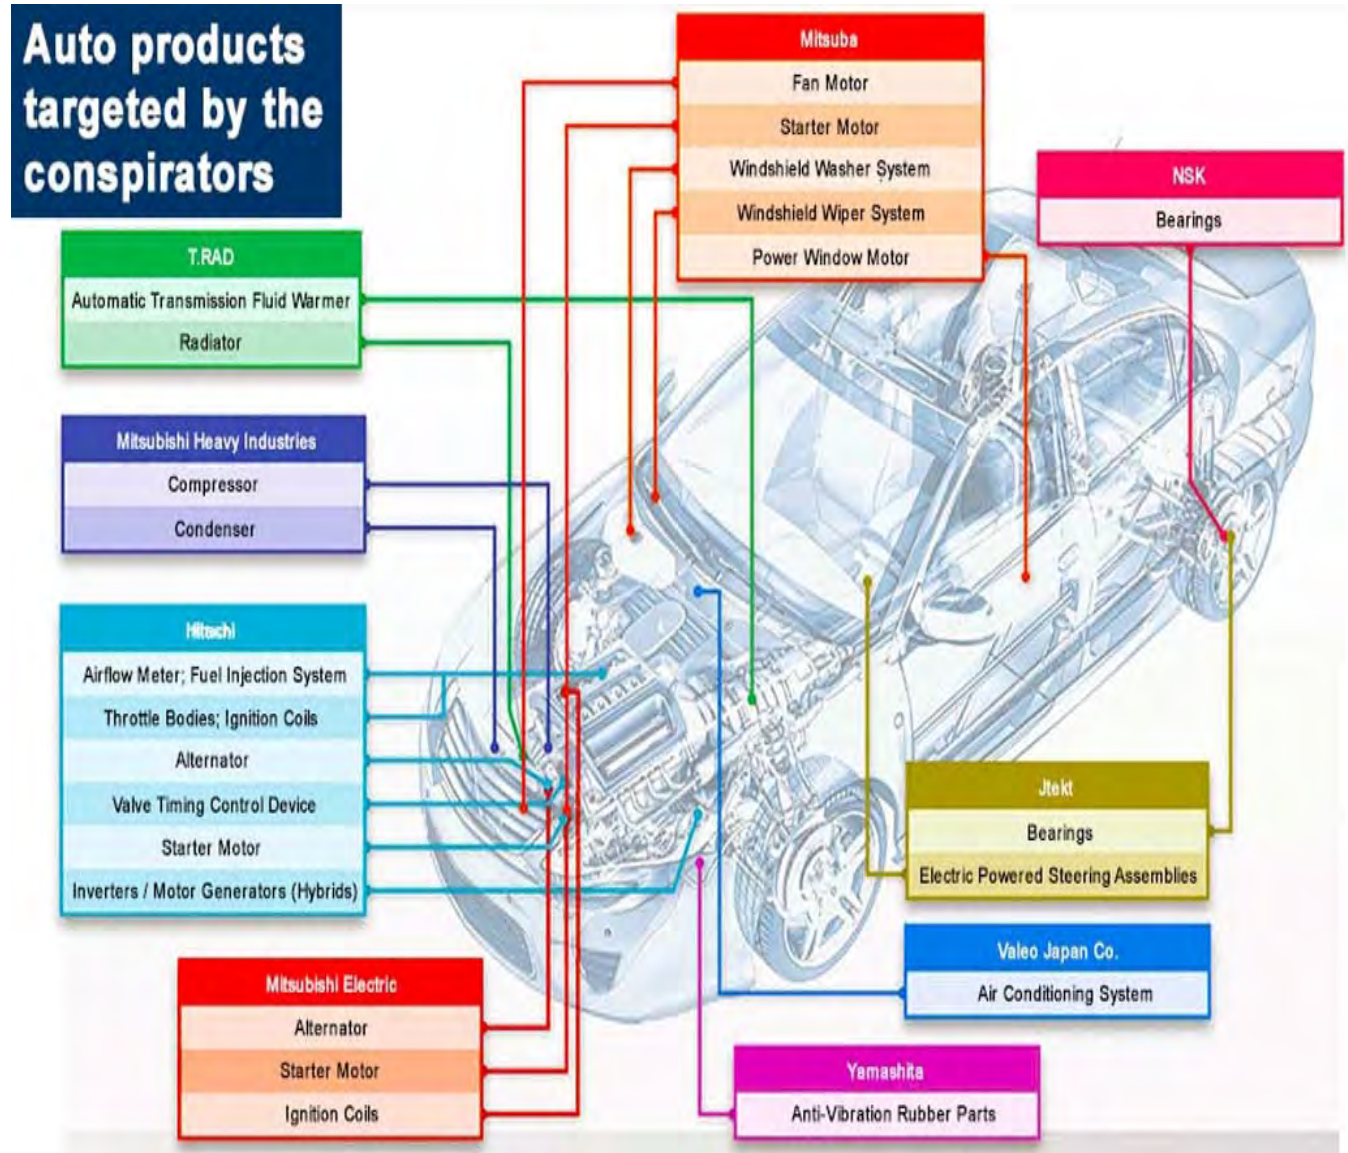 Auto products
targeted by the
conspirators
Mitsuba
Fan Motor
Starter Motor
Windshield Washer System
Windshield Wiper System
Power Window Motor
NSK
Bearings
T.RAD
Automatic Transmission Fluid Warmer
Radiator
Mitsubishi Heavy Industries
Compressor
Condenser
Hitachi
Airflow Meter; Fuel Injection System
Throttle Bodies; Ignition Coils
Alternator
Valve Timing Control Device
Starter Motor
Inverters / Motor Generators (Hybrids)
Jtekt
Bearings
Electric Powered Steering Assemblies
Valeo Japan Co.
Air Conditioning System
Mitsubishi Electric
Alternator
Starter Motor
Ignition Coils
Yamashita
Anti-Vibration Rubber Parts